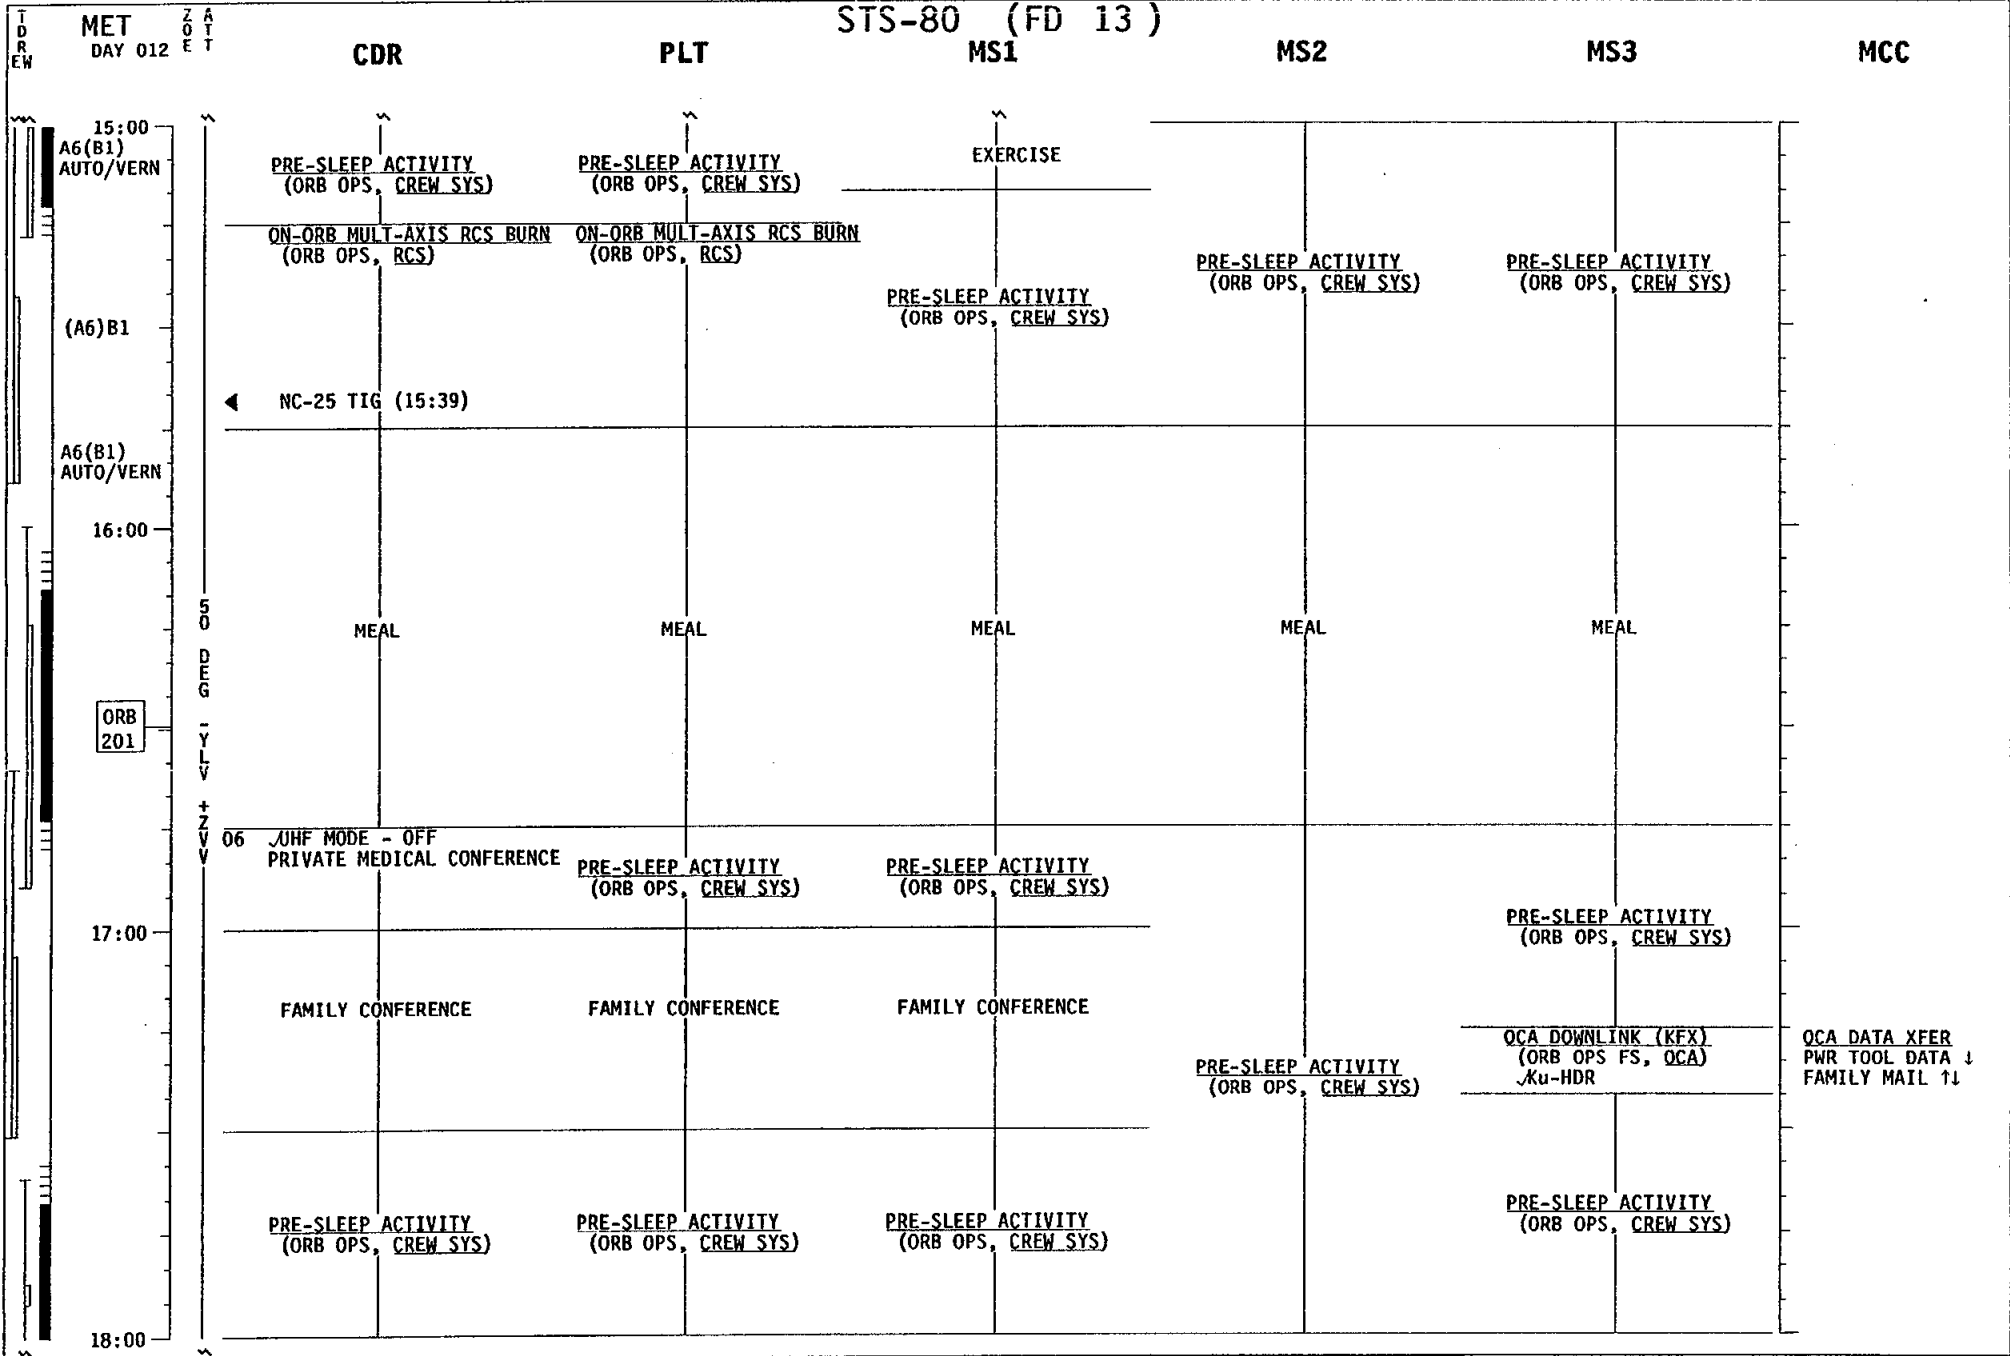 STS-80 (FD 13 )
TDREW
MET
DAY 012
ZOE
ATT
CDR
PLT
MS1
MS2
MS3
MCC
15:00
A6(B1)
AUTO/VERN
PRE-SLEEP ACTIVITY
(ORB OPS, CREW SYS)
PRE-SLEEP ACTIVITY
(ORB OPS, CREW SYS)
EXERCISE
ON-ORB MULT-AXIS RCS BURN
(ORB OPS, RCS)
ON-ORB MULT-AXIS RCS BURN
(ORB OPS, RCS)
PRE-SLEEP ACTIVITY
(ORB OPS, CREW SYS)
PRE-SLEEP ACTIVITY
(ORB OPS, CREW SYS)
PRE-SLEEP ACTIVITY
(ORB OPS, CREW SYS)
(A6)B1
◀ NC-25 TIG (15:39)
A6(B1)
AUTO/VERN
16:00
50 DEG -YLV +ZVV
MEAL
MEAL
MEAL
MEAL
MEAL
ORB
201
06 √UHF MODE - OFF
PRIVATE MEDICAL CONFERENCE
PRE-SLEEP ACTIVITY
(ORB OPS, CREW SYS)
PRE-SLEEP ACTIVITY
(ORB OPS, CREW SYS)
17:00
PRE-SLEEP ACTIVITY
(ORB OPS, CREW SYS)
FAMILY CONFERENCE
FAMILY CONFERENCE
FAMILY CONFERENCE
PRE-SLEEP ACTIVITY
(ORB OPS, CREW SYS)
OCA DOWNLINK (KFX)
(ORB OPS FS, OCA)
√Ku-HDR
OCA DATA XFER
PWR TOOL DATA ↓
FAMILY MAIL ↑↓
PRE-SLEEP ACTIVITY
(ORB OPS, CREW SYS)
PRE-SLEEP ACTIVITY
(ORB OPS, CREW SYS)
PRE-SLEEP ACTIVITY
(ORB OPS, CREW SYS)
PRE-SLEEP ACTIVITY
(ORB OPS, CREW SYS)
18:00